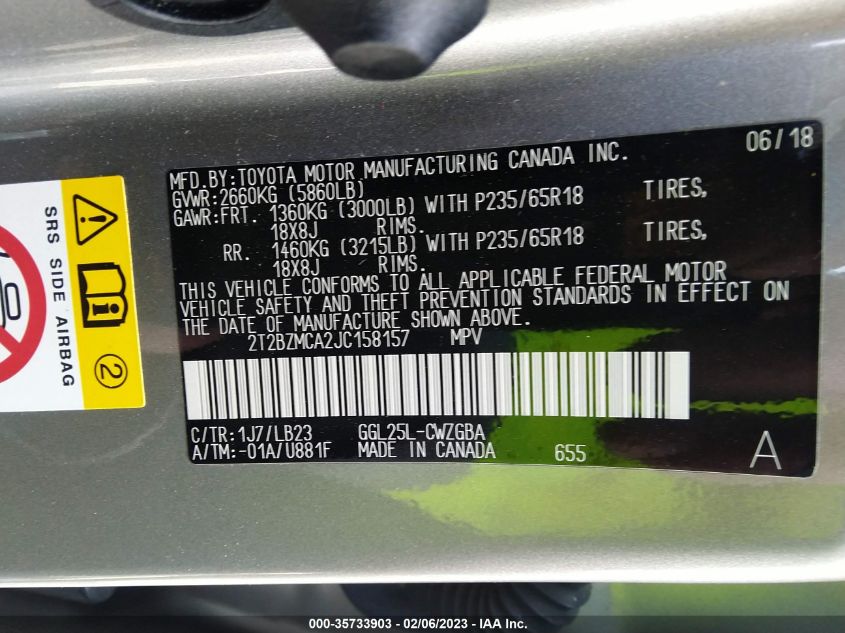 06/18
MFD.BY:TOYOTA MOTOR MANUFACTURING CANADA INC.
GVWR:2660KG (5860LB)
GAWR:FRT. 1360KG (3000LB) WITH P235/65R18 TIRES,
18X8J RIMS.
RR. 1460KG (3215LB) WITH P235/65R18 TIRES,
18X8J RIMS.
THIS VEHICLE CONFORMS TO ALL APPLICABLE FEDERAL MOTOR
VEHICLE SAFETY AND THEFT PREVENTION STANDARDS IN EFFECT ON
THE DATE OF MANUFACTURE SHOWN ABOVE.
2T2BZMCA2JC158157 MPV
C/TR:1J7/LB23 GGL25L-CWZGBA
A/TM:-01A/U881F MADE IN CANADA 655 A
SRS SIDE AIRBAG
2
000-35733903 - 02/06/2023 - IAA Inc.